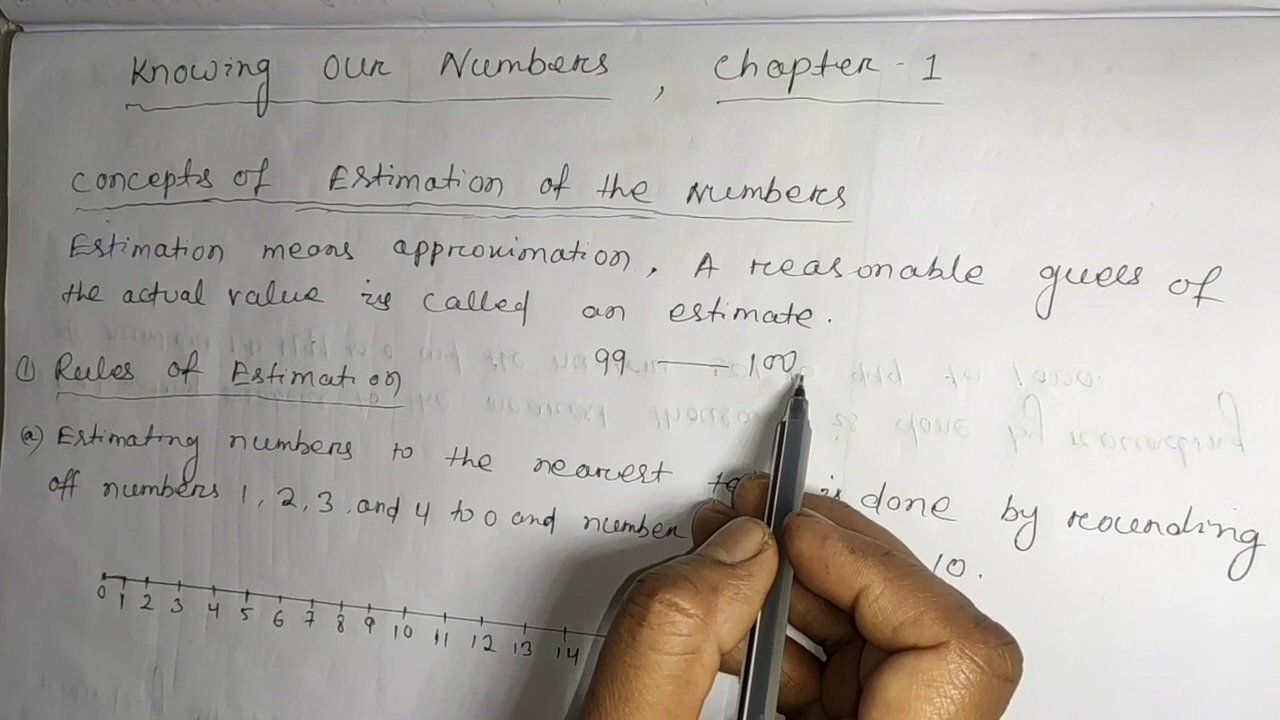 Knowing Our Numbers, Chapter-1
Concepts of Estimation of the Numbers
Estimation means approximation. A reasonable guess of
the actual value is called an estimate.
99 — 100
① Rules of Estimation
(a) Estimating numbers to the nearest is done by rounding
off numbers 1, 2, 3, and 4 to 0 and number 10.
0 1 2 3 4 5 6 7 8 9 10 11 12 13 14